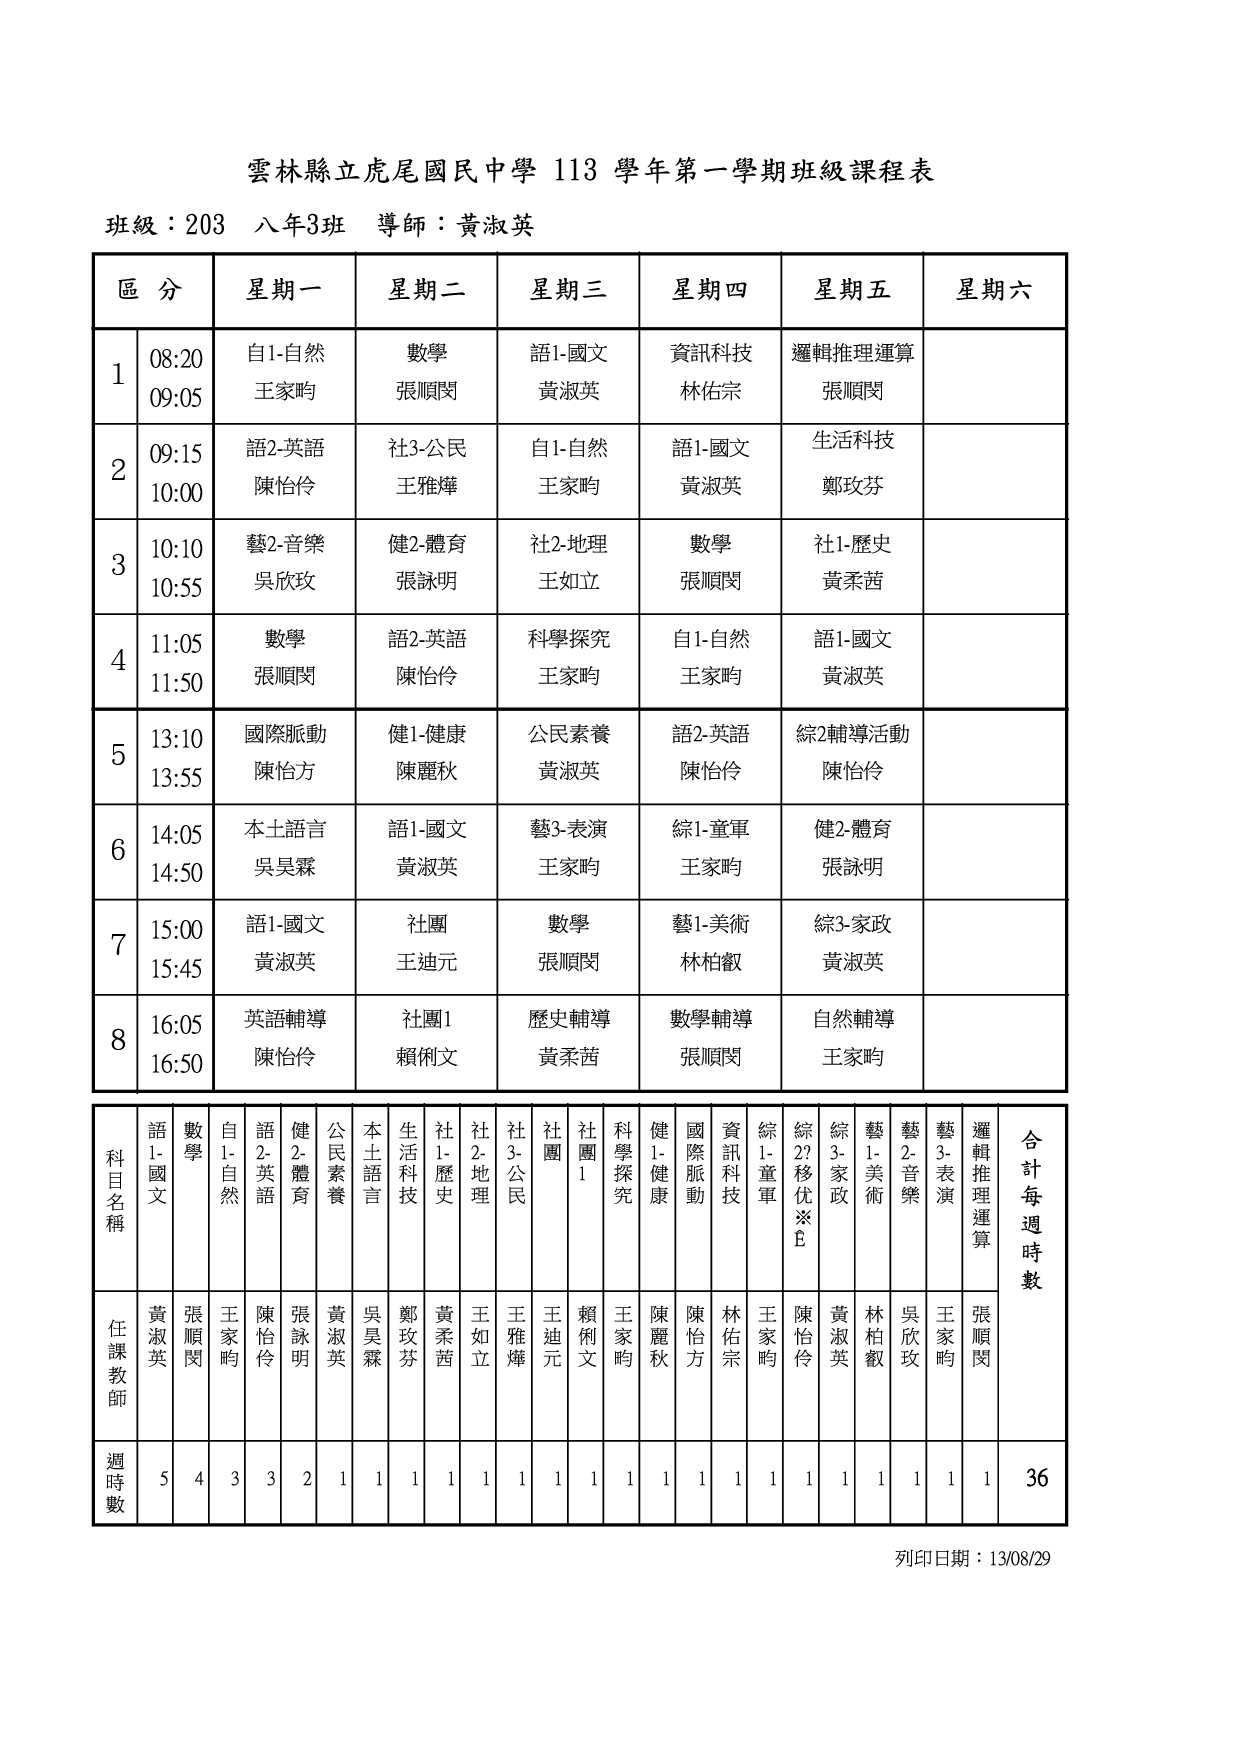 雲林縣立虎尾國民中學 113 學年第一學期班級課程表
班級：203 八年3班 導師：黃淑英
區 分 星期一 星期二 星期三 星期四 星期五 星期六
1 08:20 09:05 自1-自然 王家畇 數學 張順閔 語1-國文 黃淑英 資訊科技 林佑宗 邏輯推理運算 張順閔
2 09:15 10:00 語2-英語 陳怡伶 社3-公民 王雅燁 自1-自然 王家畇 語1-國文 黃淑英 生活科技 鄭玫芬
3 10:10 10:55 藝2-音樂 吳欣玫 健2-體育 張詠明 社2-地理 王如立 數學 張順閔 社1-歷史 黃柔茜
4 11:05 11:50 數學 張順閔 語2-英語 陳怡伶 科學探究 王家畇 自1-自然 王家畇 語1-國文 黃淑英
5 13:10 13:55 國際脈動 陳怡方 健1-健康 陳麗秋 公民素養 黃淑英 語2-英語 陳怡伶 綜2輔導活動 陳怡伶
6 14:05 14:50 本土語言 吳昊霖 語1-國文 黃淑英 藝3-表演 王家畇 綜1-童軍 王家畇 健2-體育 張詠明
7 15:00 15:45 語1-國文 黃淑英 社團 王迪元 數學 張順閔 藝1-美術 林柏叡 綜3-家政 黃淑英
8 16:05 16:50 英語輔導 陳怡伶 社團1 賴俐文 歷史輔導 黃柔茜 數學輔導 張順閔 自然輔導 王家畇
科目名稱 語1-國文 數學 自1-自然 語2-英語 健2-體育 公民素養 本土語言 生活科技 社1-歷史 社2-地理 社3-公民 社團 社團1 科學探究 健1-健康 國際脈動 資訊科技 綜1-童軍 綜2?移优※E 綜3-家政 藝1-美術 藝2-音樂 藝3-表演 邏輯推理運算 合計每週時數
任課教師 黃淑英 張順閔 王家畇 陳怡伶 張詠明 黃淑英 吳昊霖 鄭玫芬 黃柔茜 王如立 王雅燁 王迪元 賴俐文 王家畇 陳麗秋 陳怡方 林佑宗 王家畇 陳怡伶 黃淑英 林柏叡 吳欣玫 王家畇 張順閔
週時數 5 4 3 3 2 1 1 1 1 1 1 1 1 1 1 1 1 1 1 1 1 1 1 1 36
列印日期：13/08/29